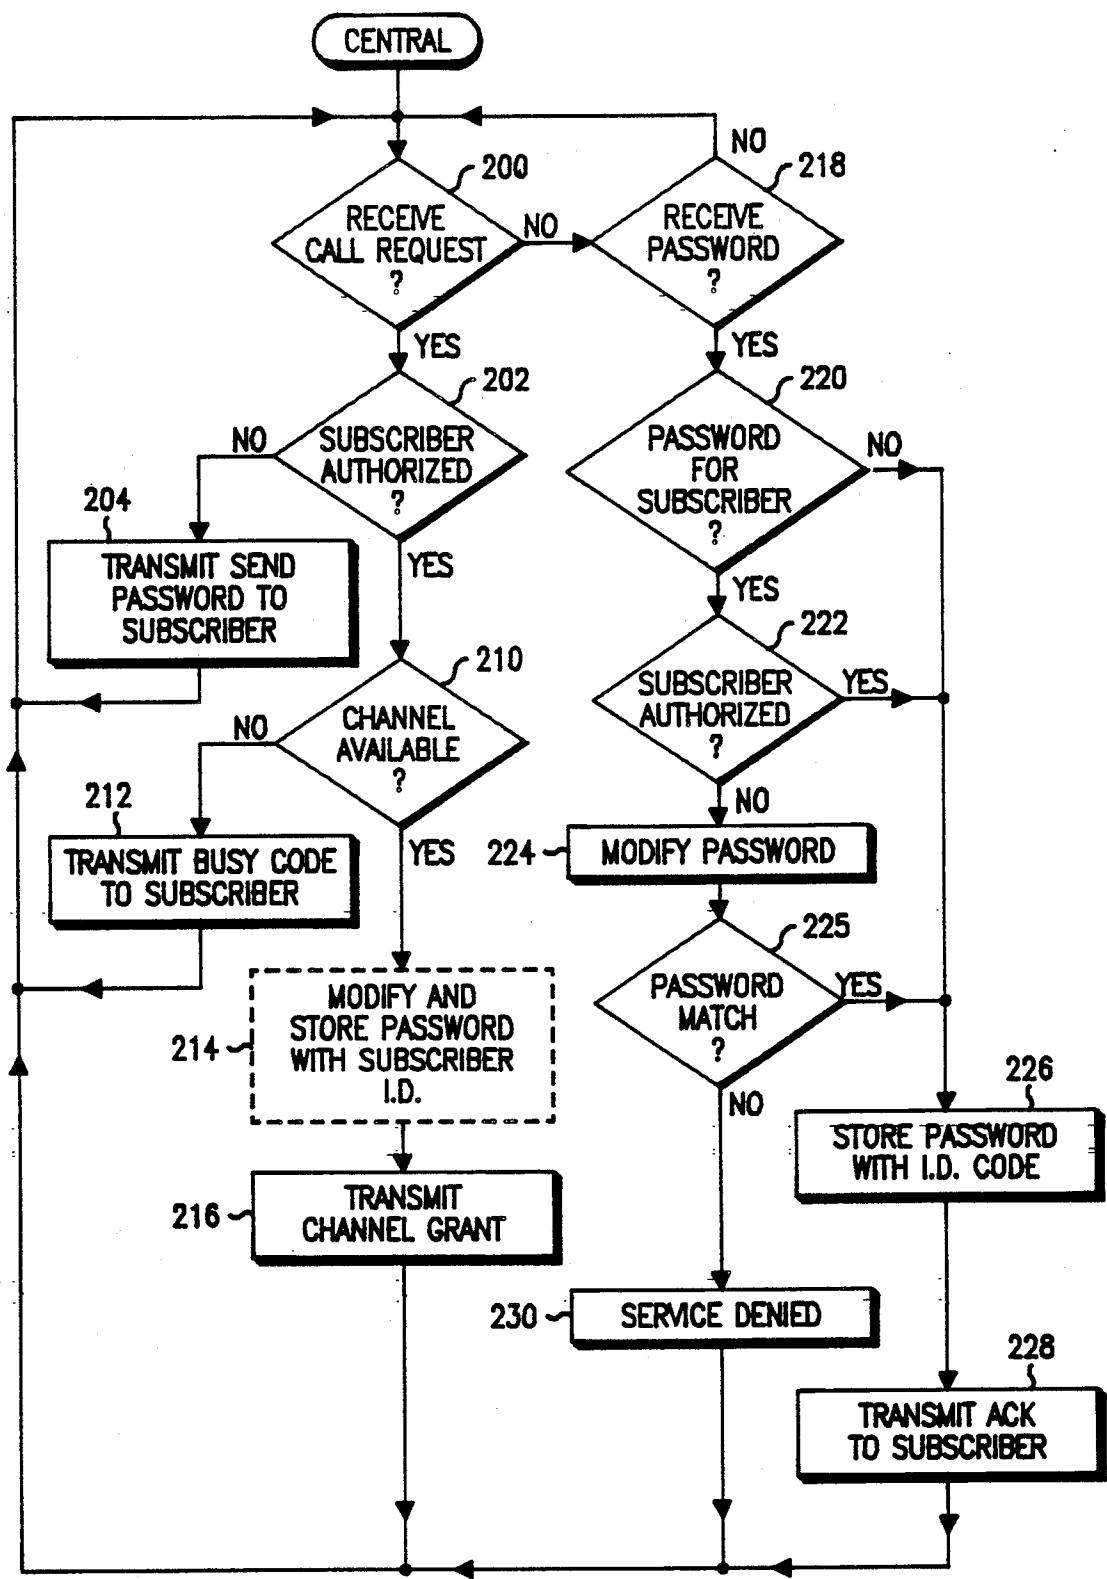 CENTRAL
NO
200
218
RECEIVE
CALL REQUEST
?
NO
RECEIVE
PASSWORD
?
YES
YES
202
220
NO
SUBSCRIBER
AUTHORIZED
?
PASSWORD
FOR
SUBSCRIBER
?
NO
204
TRANSMIT SEND
PASSWORD TO
SUBSCRIBER
YES
YES
222
210
SUBSCRIBER
AUTHORIZED
?
YES
NO
CHANNEL
AVAILABLE
?
212
NO
TRANSMIT BUSY CODE
TO SUBSCRIBER
YES
224
MODIFY PASSWORD
225
PASSWORD
MATCH
?
YES
214
MODIFY AND
STORE PASSWORD
WITH SUBSCRIBER
I.D.
NO
226
STORE PASSWORD
WITH I.D. CODE
216
TRANSMIT
CHANNEL GRANT
230
SERVICE DENIED
228
TRANSMIT ACK
TO SUBSCRIBER